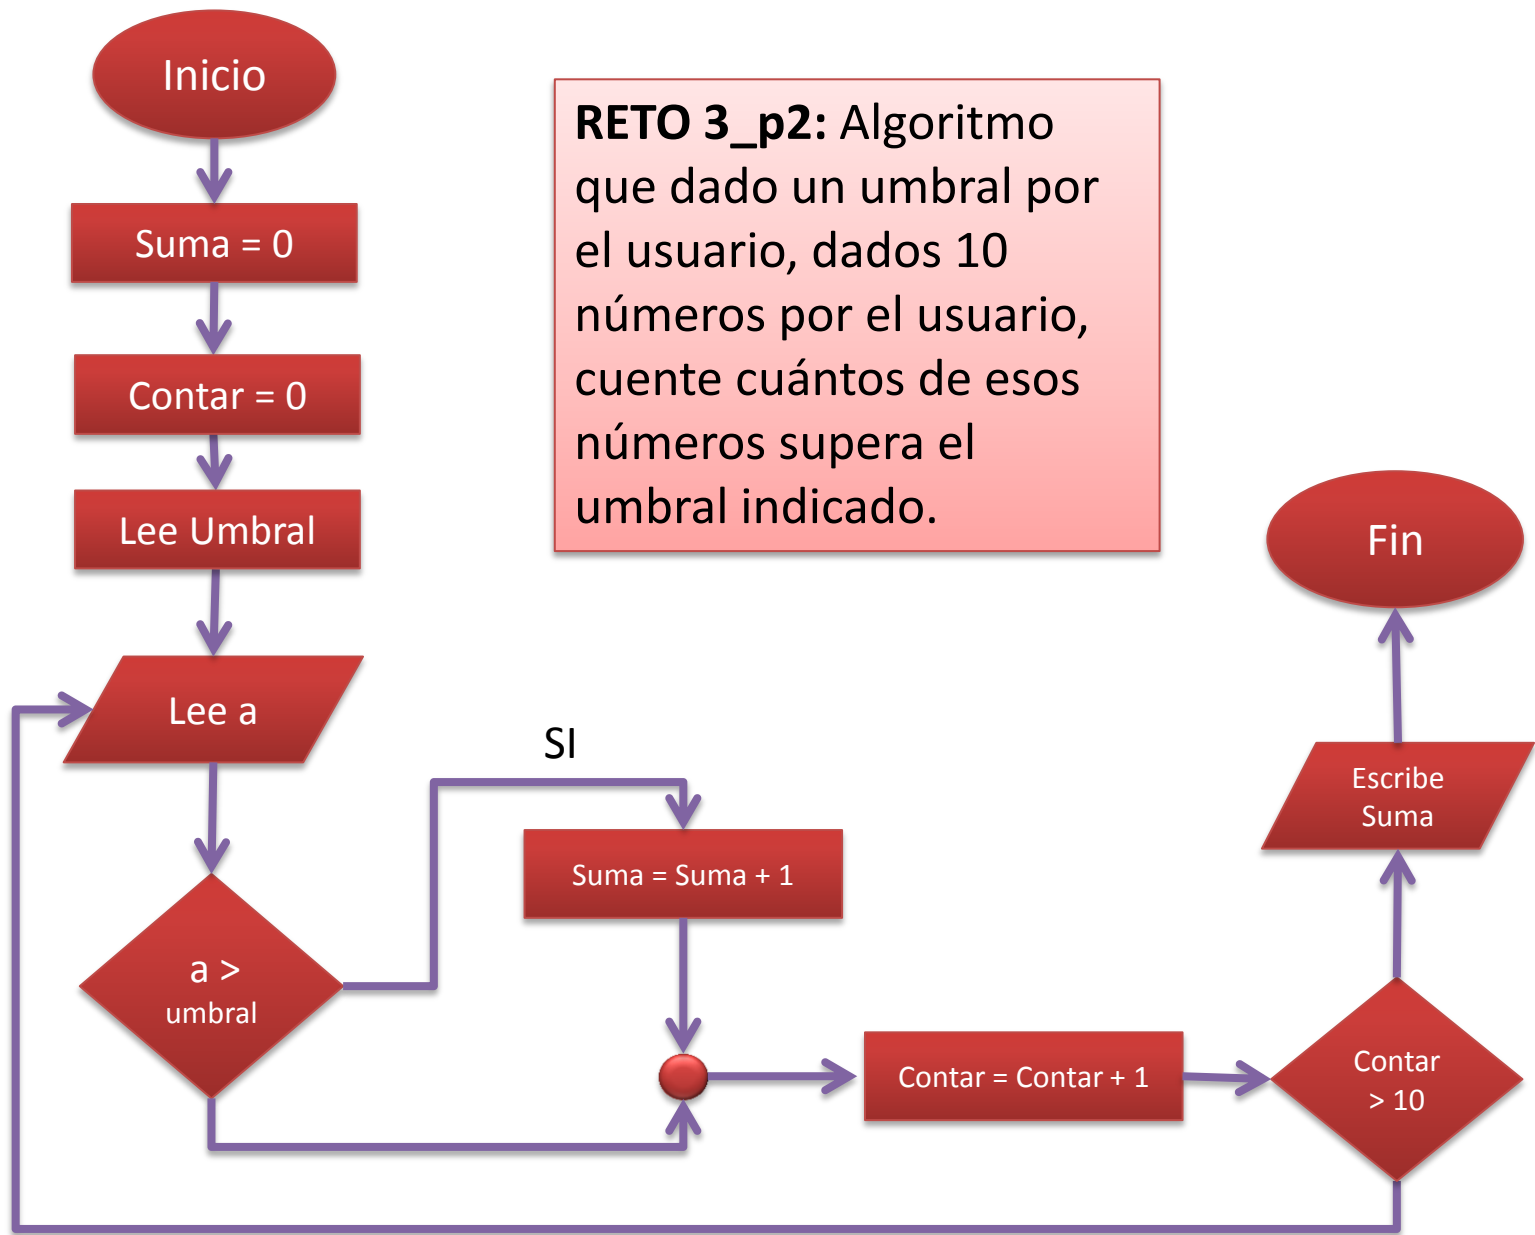 Inicio
Suma = 0
Contar = 0
Lee Umbral
Lee a
a >
umbral
RETO 3_p2: Algoritmo
que dado un umbral por
el usuario, dados 10
números por el usuario,
cuente cuántos de esos
números supera el
umbral indicado.
SI
Suma = Suma + 1
Contar = Contar + 1
Contar
> 10
Escribe
Suma
Fin